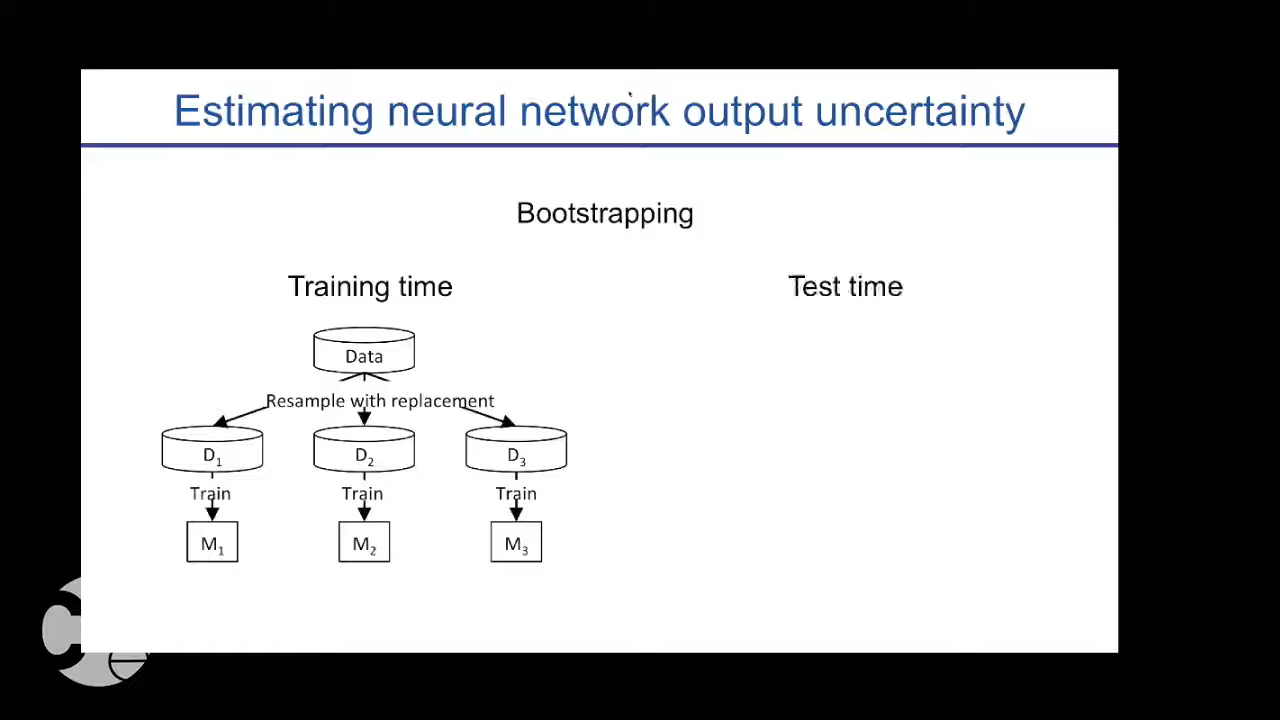 Estimating neural network output uncertainty
Bootstrapping
Training time
Test time
Data
Resample with replacement
D1 D2 D3
Train Train Train
M1 M2 M3